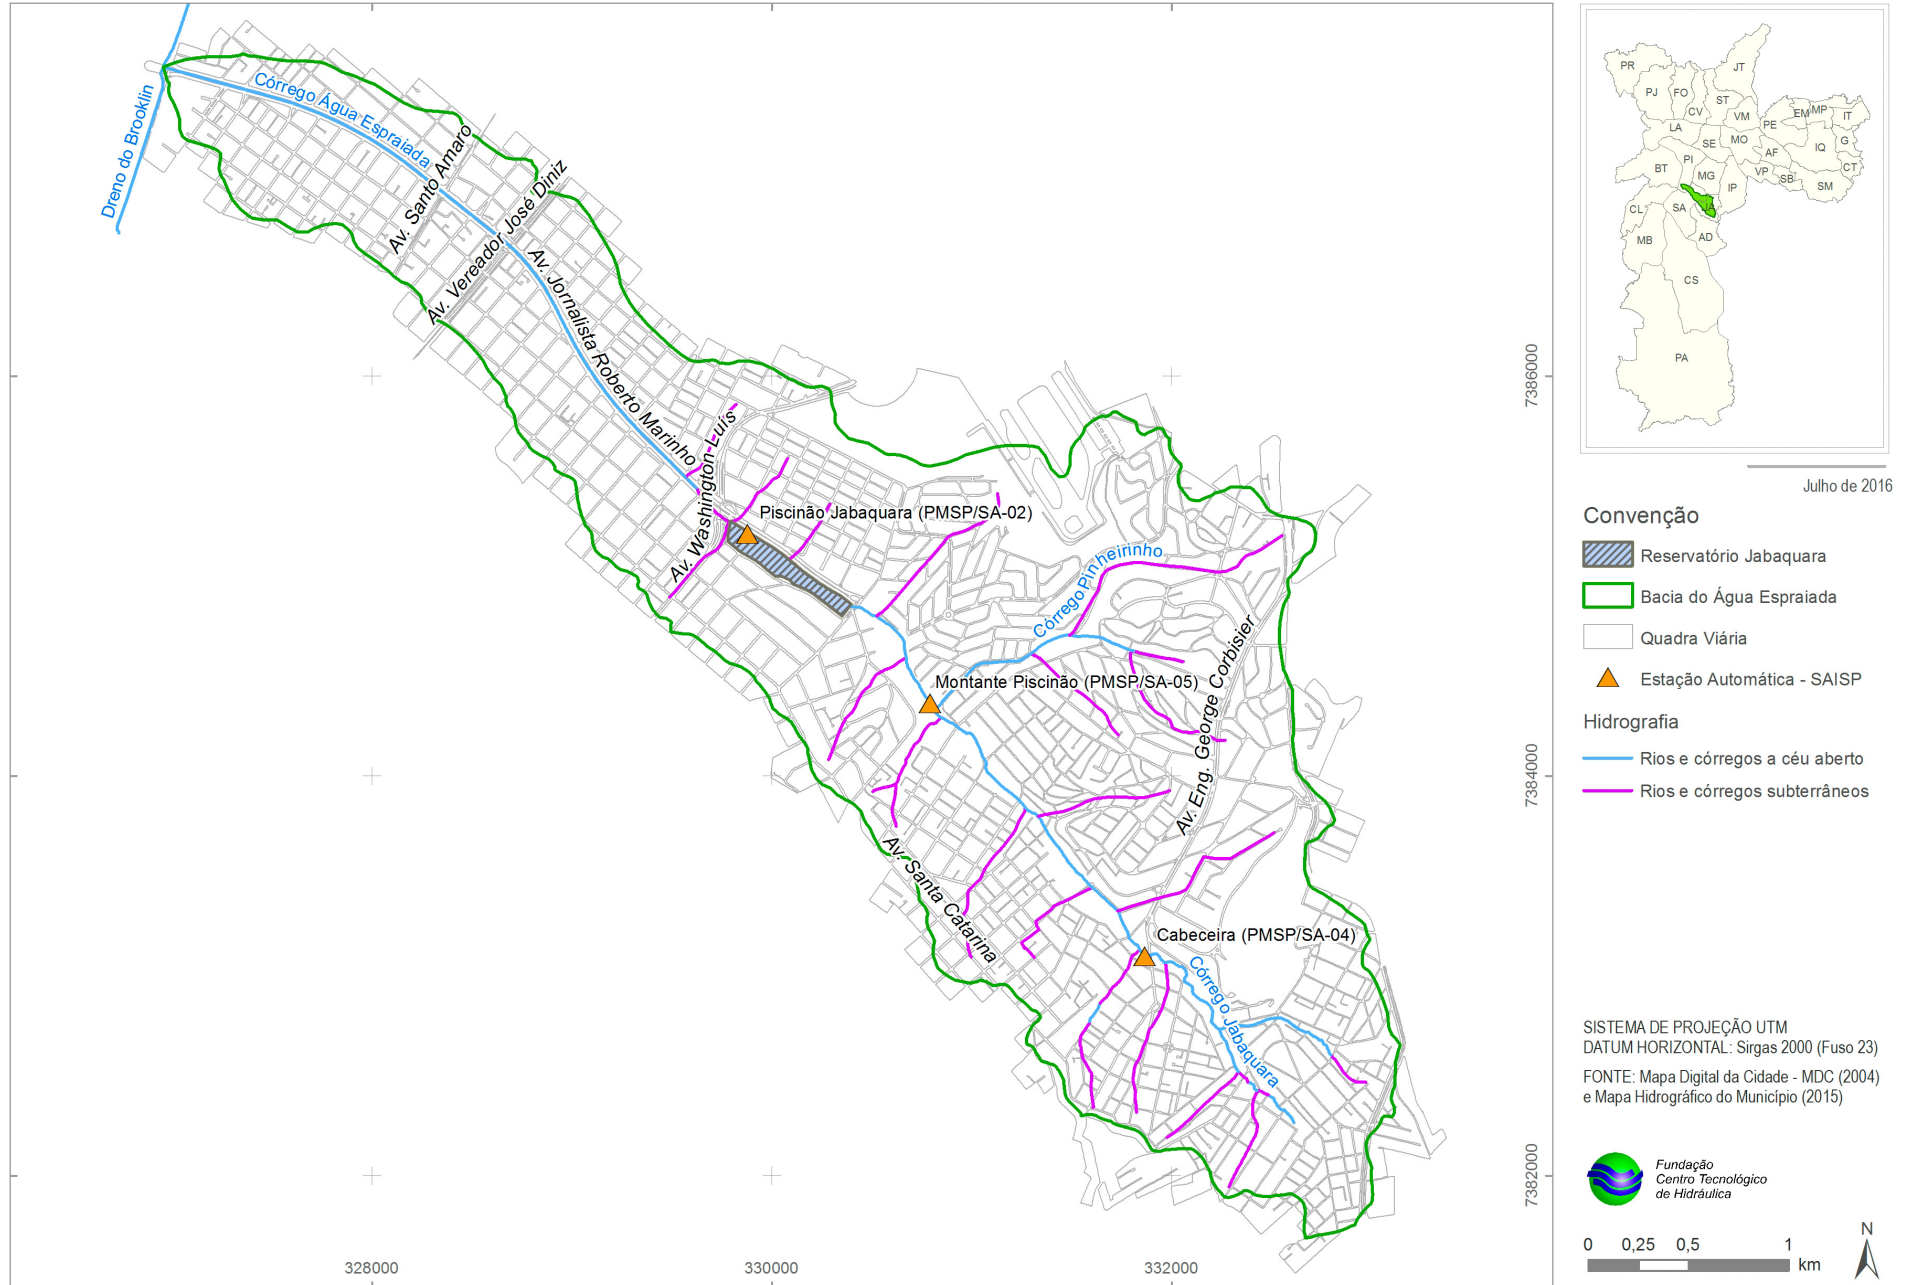 Dreno do Brooklin
Córrego Água Espraiada
Av. Santo Amaro
Av. Vereador José Diniz
Av. Jornalista Roberto Marinho
Av. Washington Luís
Piscinão Jabaquara (PMSP/SA-02)
Córrego Pinheirinho
Montante Piscinão (PMSP/SA-05)
Av. Eng. George Corbisier
Av. Santa Catarina
Cabeceira (PMSP/SA-04)
Córrego Jabaquara
328000
330000
332000
7386000
7384000
7382000
PR
JT
PJ
FO
ST
CV
VM
EM
MP
IT
PE
LA
SE
MO
IQ
G
AF
PI
BT
MG
VP
SB
CT
IP
SM
CL
SA
JA
MB
AD
CS
PA
Julho de 2016
Convenção
Reservatório Jabaquara
Bacia do Água Espraiada
Quadra Viária
Estação Automática - SAISP
Hidrografia
Rios e córregos a céu aberto
Rios e córregos subterrâneos
SISTEMA DE PROJEÇÃO UTM
DATUM HORIZONTAL: Sirgas 2000 (Fuso 23)
FONTE: Mapa Digital da Cidade - MDC (2004)
e Mapa Hidrográfico do Município (2015)
Fundação
Centro Tecnológico
de Hidráulica
0 0,25 0,5 1
km
N